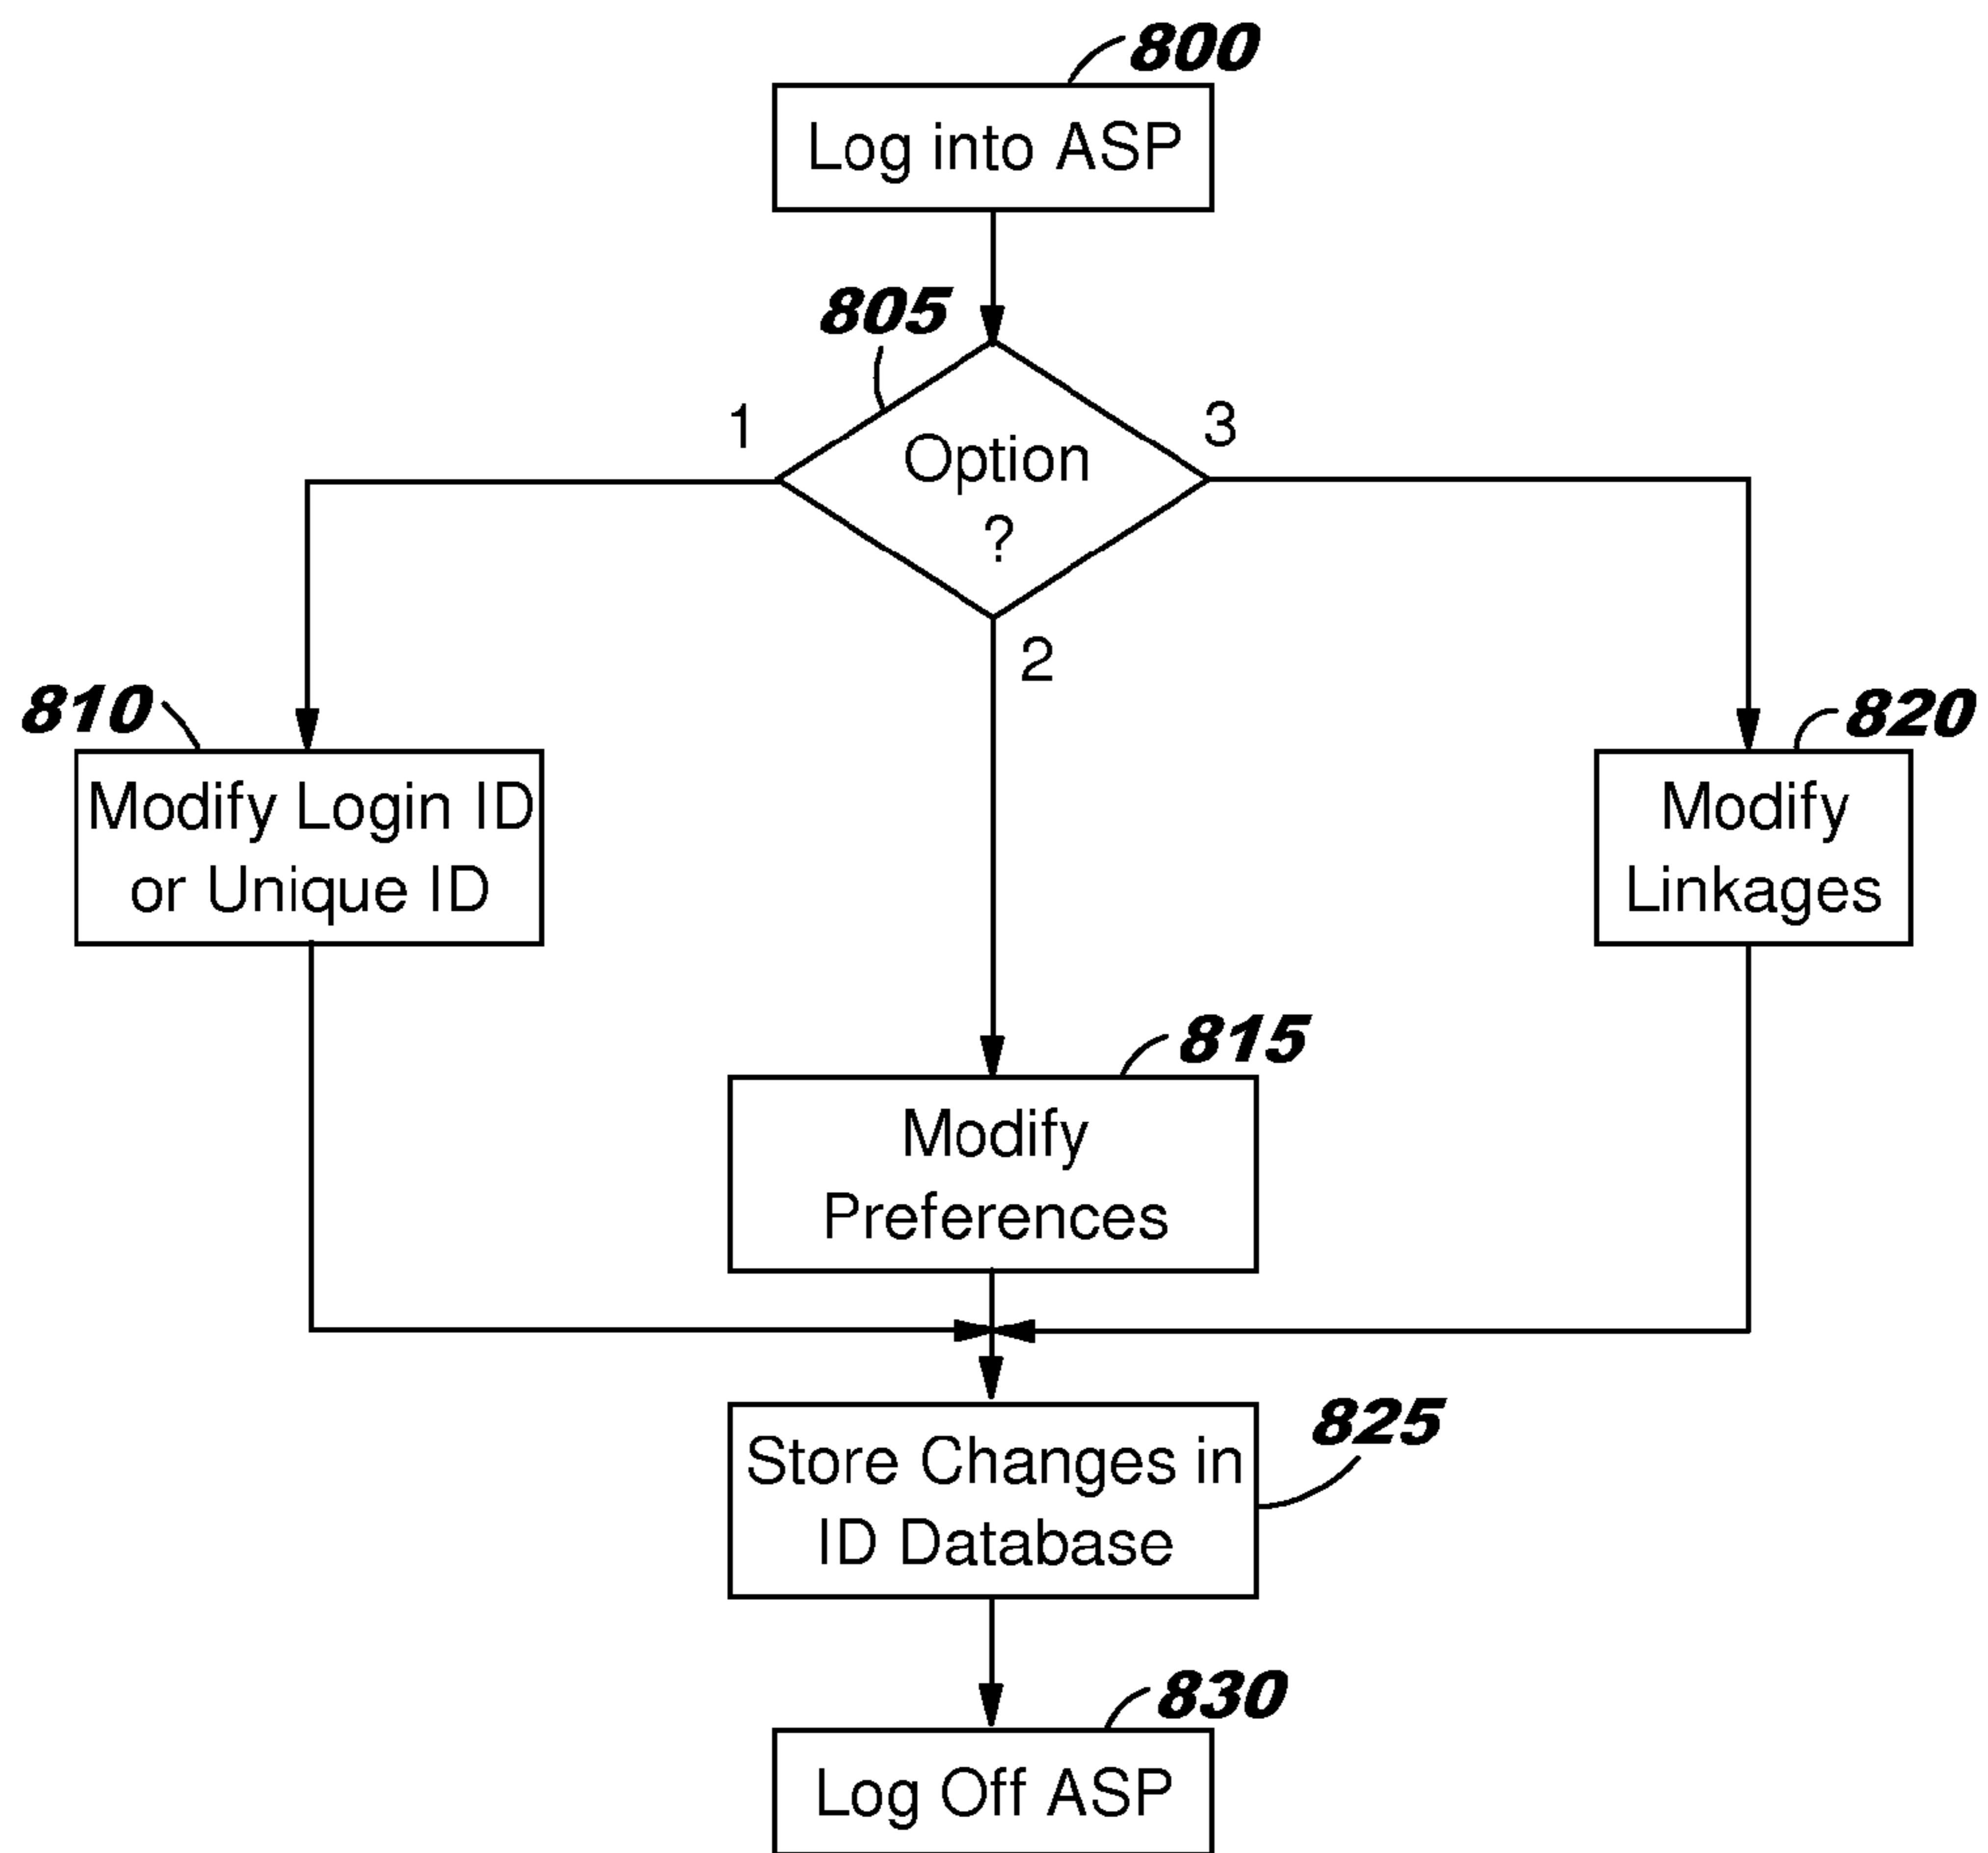 800
Log into ASP
805
1
3
Option
?
2
810
820
Modify Login ID
or Unique ID
Modify
Linkages
815
Modify
Preferences
825
Store Changes in
ID Database
830
Log Off ASP